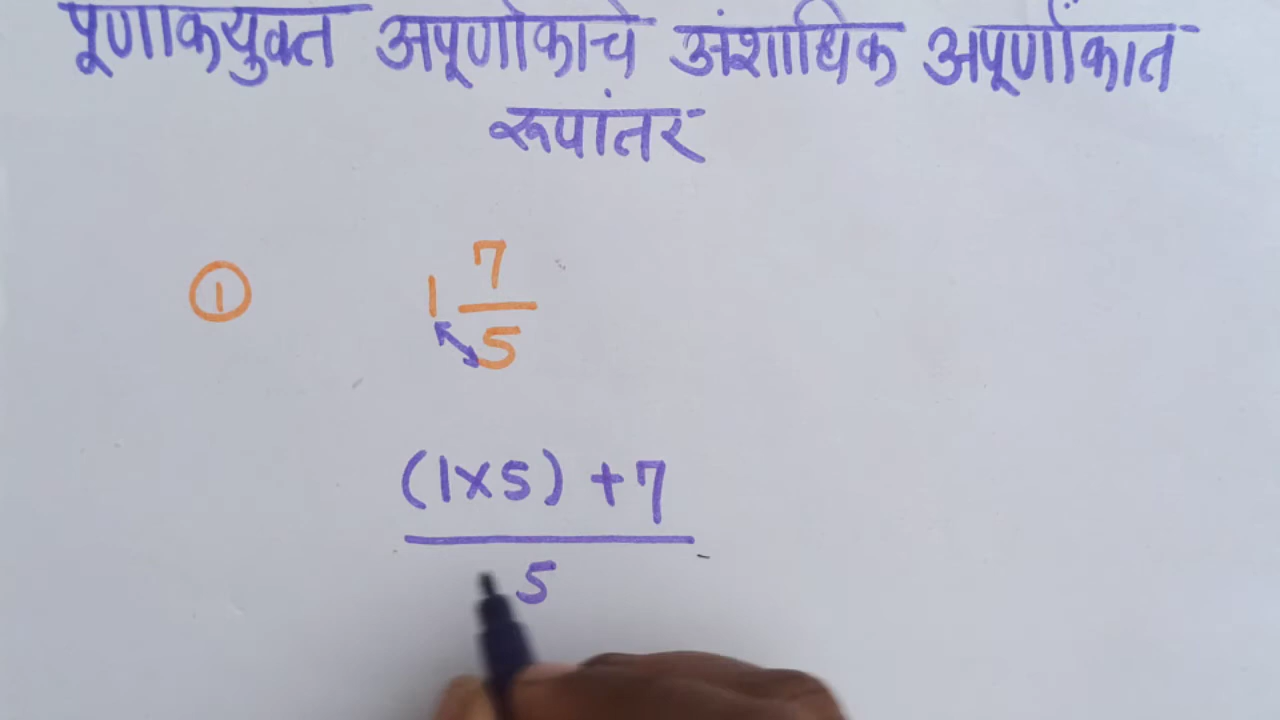 पूर्णांकयुक्त अपूर्णांकाचे अंशाधिक अपूर्णांकात
रूपांतर
① 1 7/5
(1×5) + 7
5